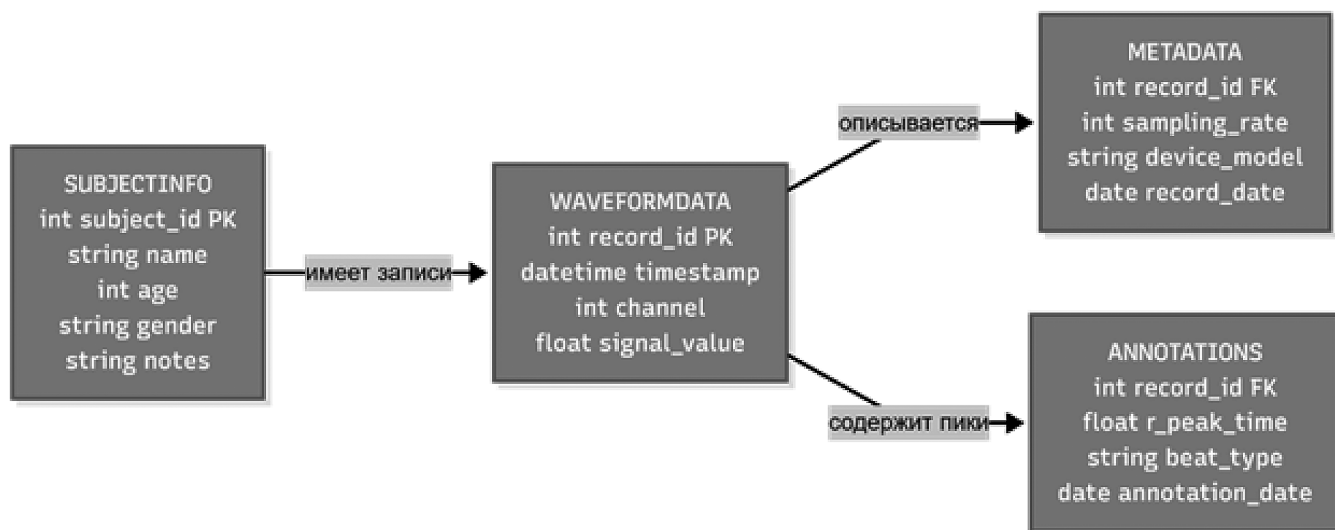 SUBJECTINFO
int subject_id PK
string name
int age
string gender
string notes
имеет записи
WAVEFORMDATA
int record_id PK
datetime timestamp
int channel
float signal_value
описывается
METADATA
int record_id FK
int sampling_rate
string device_model
date record_date
содержит пики
ANNOTATIONS
int record_id FK
float r_peak_time
string beat_type
date annotation_date